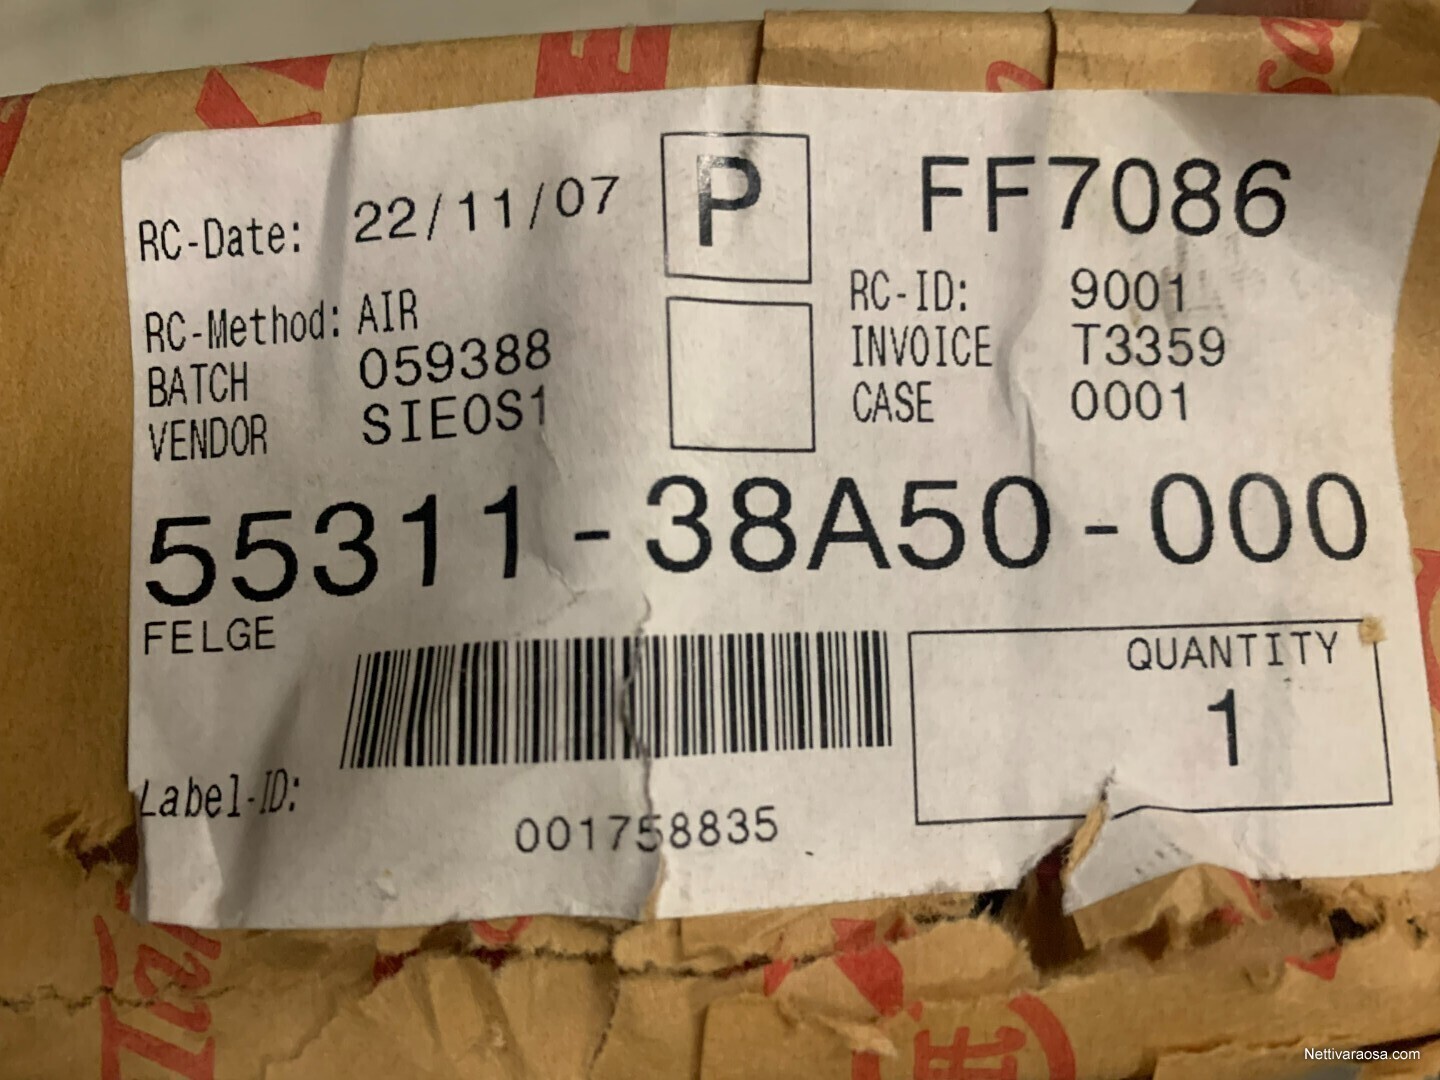 RC-Date: 22/11/07
P
FF7086
RC-Method: AIR
BATCH 059388
VENDOR SIE0S1
RC-ID: 9001
INVOICE T3359
CASE 0001
55311-38A50-000
FELGE
QUANTITY
1
Label-ID:
001758835
Nettivaraosa.com